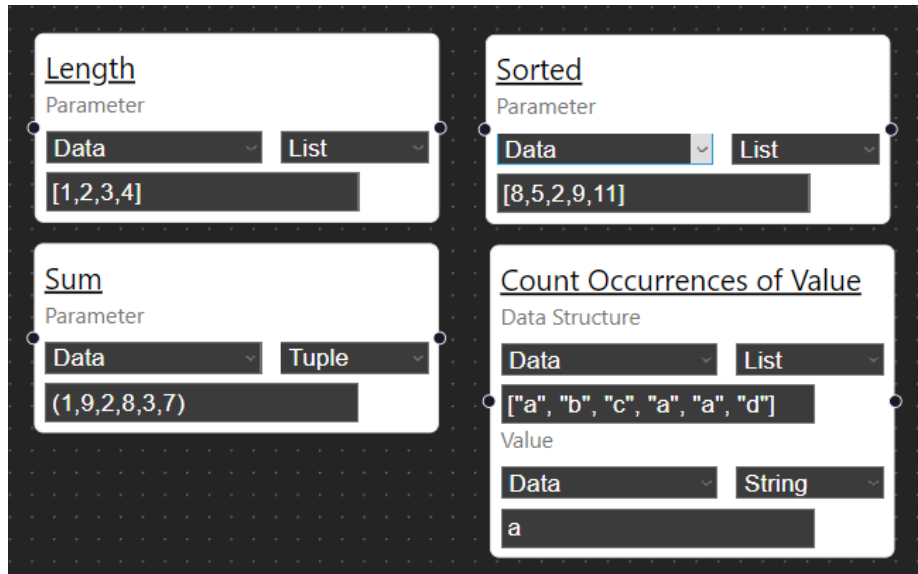 Length
Parameter
Data List
[1,2,3,4]
Sorted
Parameter
Data List
[8,5,2,9,11]
Sum
Parameter
Data Tuple
(1,9,2,8,3,7)
Count Occurrences of Value
Data Structure
Data List
["a", "b", "c", "a", "a", "d"]
Value
Data String
a